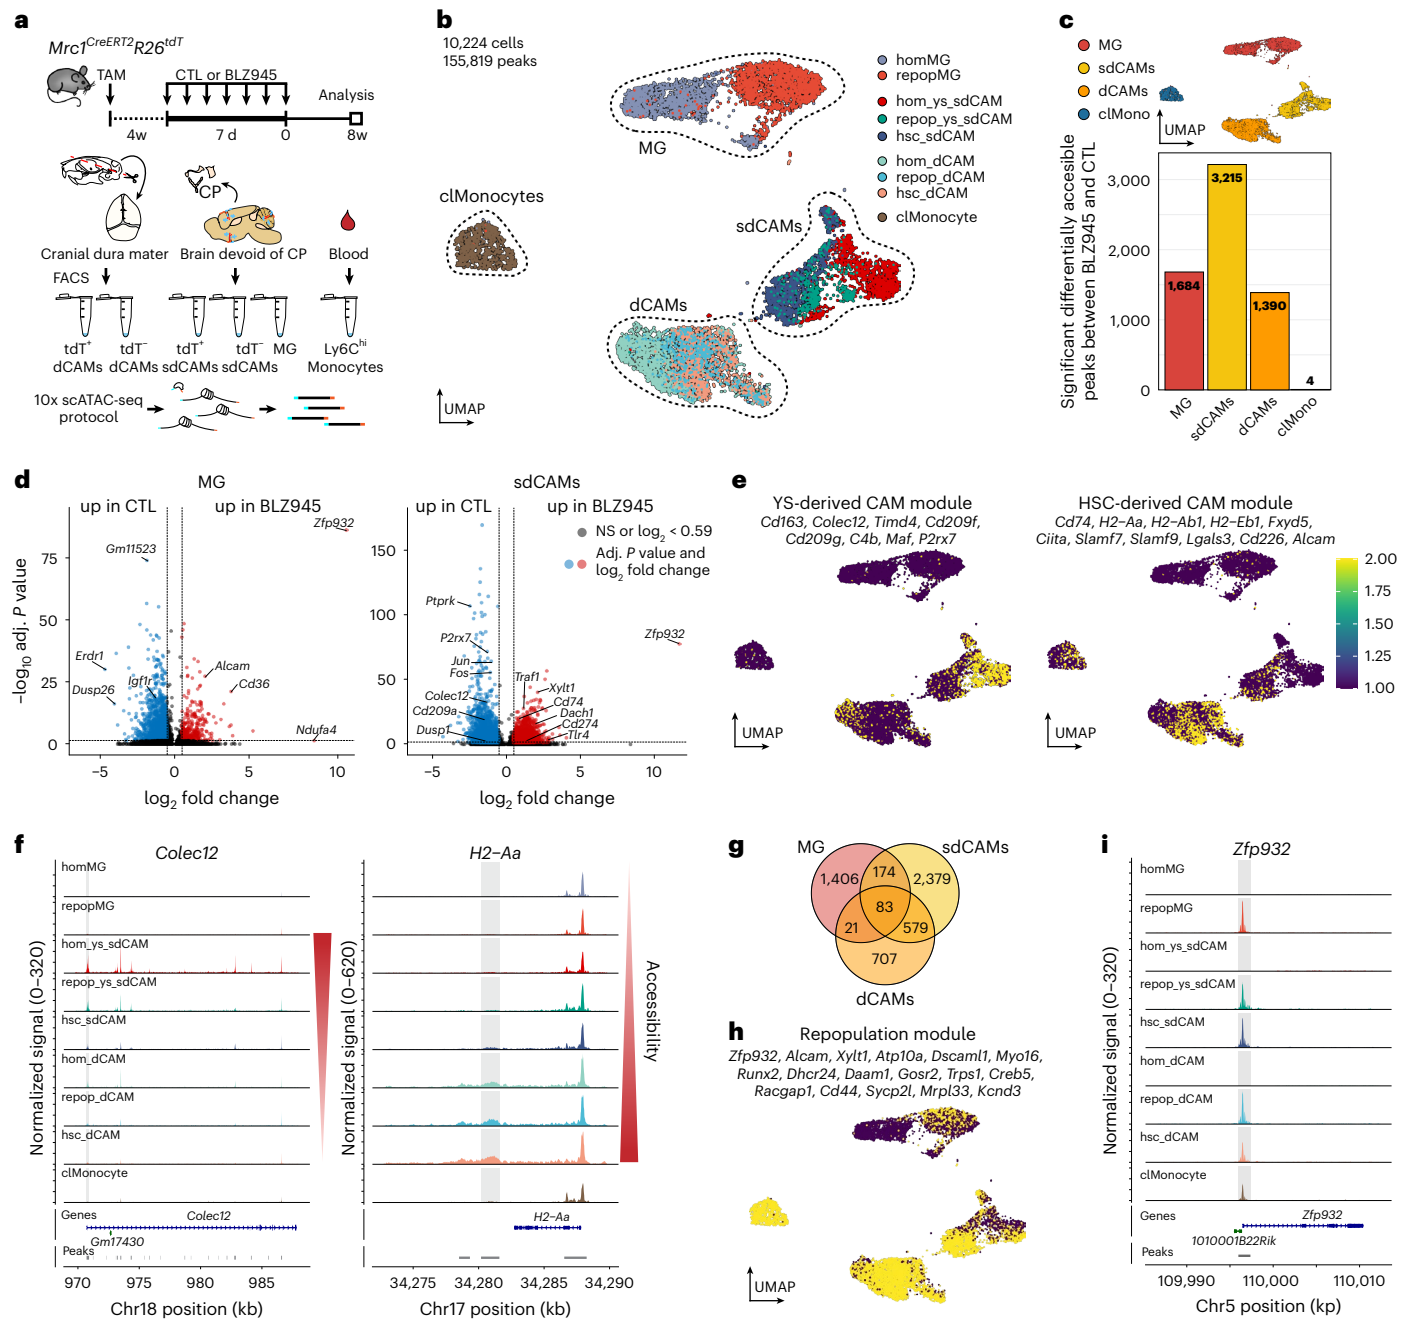 a
Mrc1CreERT2R26tdT
TAM
CTL or BLZ945
Analysis
4w
7 d
0
8w
CP
Cranial dura mater
Brain devoid of CP
Blood
FACS
tdT+ dCAMs
tdT− dCAMs
tdT+ sdCAMs
tdT− sdCAMs
MG
Ly6Chi Monocytes
10x scATAC-seq
protocol
b
10,224 cells
155,819 peaks
homMG
repopMG
hom_ys_sdCAM
repop_ys_sdCAM
hsc_sdCAM
hom_dCAM
repop_dCAM
hsc_dCAM
clMonocyte
MG
clMonocytes
sdCAMs
dCAMs
UMAP
c
MG
sdCAMs
dCAMs
clMono
UMAP
Significant differentially accesible
peaks between BLZ945 and CTL
3,000
2,000
1,000
0
1,684
3,215
1,390
4
MG
sdCAMs
dCAMs
clMono
d
MG
up in CTL
up in BLZ945
Zfp932
Gm11523
Erdr1
Dusp26
Igf1r
Alcam
Cd36
Ndufa4
−log10 adj. P value
75
50
25
0
−5
0
5
10
log2 fold change
sdCAMs
up in CTL
up in BLZ945
NS or log2 < 0.59
Adj. P value and
log2 fold change
Ptprk
P2rx7
Jun
Fos
Colec12
Cd209a
Dusp1
Zfp932
Traf1
Xylt1
Cd74
Dach1
Cd274
Tlr4
150
100
50
0
−5
0
5
10
log2 fold change
e
YS-derived CAM module
Cd163, Colec12, Timd4, Cd209f,
Cd209g, C4b, Maf, P2rx7
UMAP
HSC-derived CAM module
Cd74, H2−Aa, H2−Ab1, H2−Eb1, Fxyd5,
Ciita, Slamf7, Slamf9, Lgals3, Cd226, Alcam
UMAP
2.00
1.75
1.50
1.25
1.00
f
Colec12
Normalized signal (0–320)
homMG
repopMG
hom_ys_sdCAM
repop_ys_sdCAM
hsc_sdCAM
hom_dCAM
repop_dCAM
hsc_dCAM
clMonocyte
Genes
Colec12
Gm17430
Peaks
970
975
980
985
Chr18 position (kb)
H2−Aa
Normalized signal (0–620)
Accessibility
H2−Aa
34,275
34,280
34,285
34,290
Chr17 position (kb)
g
MG
sdCAMs
1,406
174
2,379
83
21
579
707
dCAMs
h
Repopulation module
Zfp932, Alcam, Xylt1, Atp10a, Dscaml1, Myo16,
Runx2, Dhcr24, Daam1, Gosr2, Trps1, Creb5,
Racgap1, Cd44, Sycp2l, Mrpl33, Kcnd3
UMAP
i
Zfp932
Normalized signal (0–320)
homMG
repopMG
hom_ys_sdCAM
repop_ys_sdCAM
hsc_sdCAM
hom_dCAM
repop_dCAM
hsc_dCAM
clMonocyte
Genes
Zfp932
1010001B22Rik
Peaks
109,990
110,000
110,010
Chr5 position (kp)